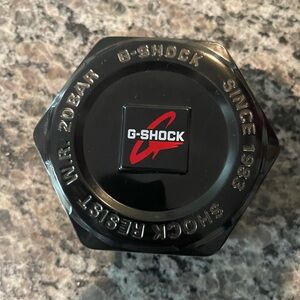 G-SHOCK
SINCE 1983
SHOCK RESIST
W.R. 20BAR
G-SHOCK